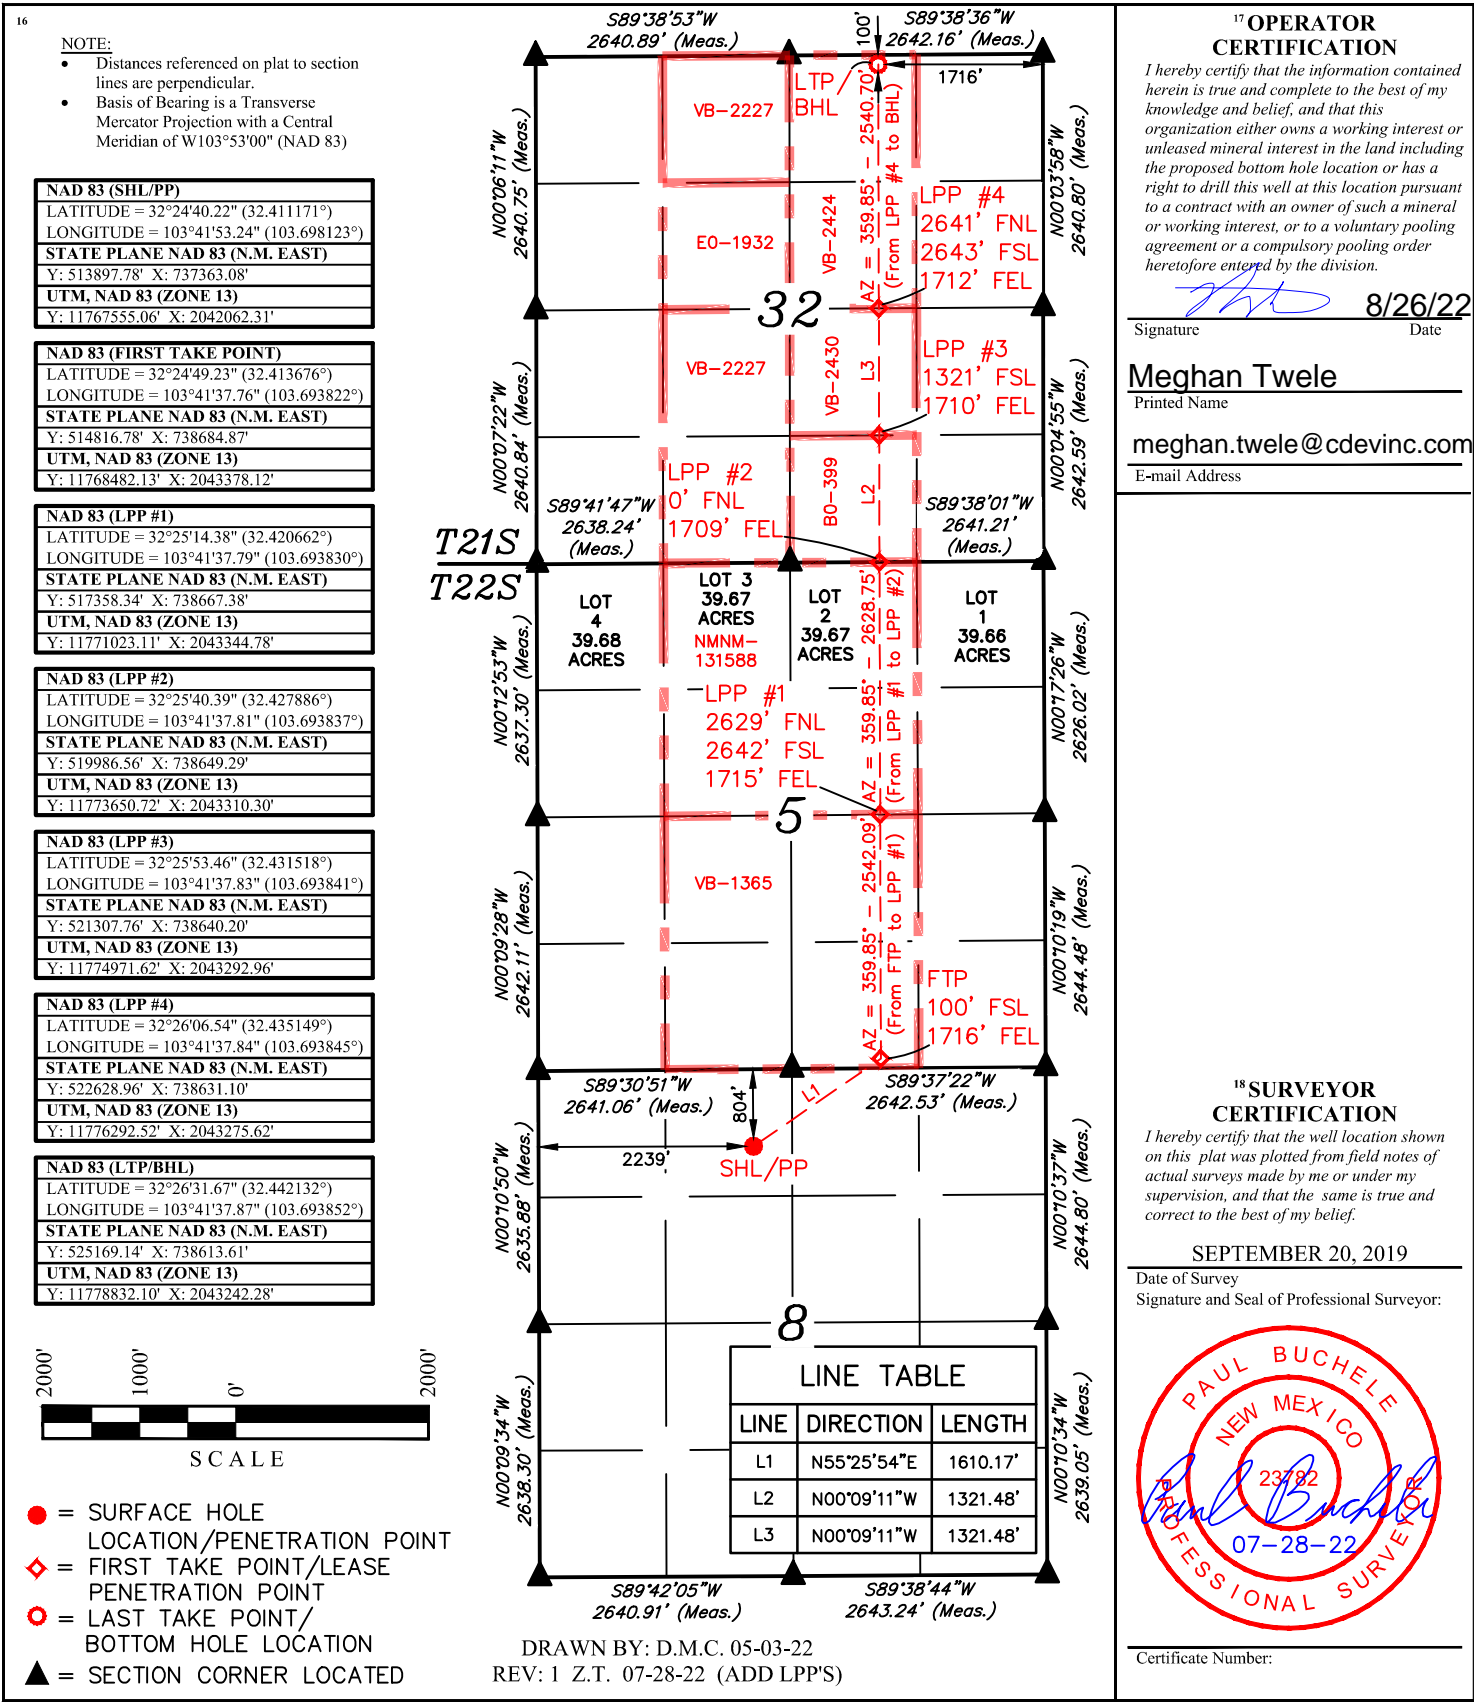 16
NOTE:
• Distances referenced on plat to section
lines are perpendicular.
• Basis of Bearing is a Transverse
Mercator Projection with a Central
Meridian of W103°53'00" (NAD 83)
NAD 83 (SHL/PP)
LATITUDE = 32°24'40.22" (32.411171°)
LONGITUDE = 103°41'53.24" (103.698123°)
STATE PLANE NAD 83 (N.M. EAST)
Y: 513897.78' X: 737363.08'
UTM, NAD 83 (ZONE 13)
Y: 11767555.06' X: 2042062.31'
NAD 83 (FIRST TAKE POINT)
LATITUDE = 32°24'49.23" (32.413676°)
LONGITUDE = 103°41'37.76" (103.693822°)
STATE PLANE NAD 83 (N.M. EAST)
Y: 514816.78' X: 738684.87'
UTM, NAD 83 (ZONE 13)
Y: 11768482.13' X: 2043378.12'
NAD 83 (LPP #1)
LATITUDE = 32°25'14.38" (32.420662°)
LONGITUDE = 103°41'37.79" (103.693830°)
STATE PLANE NAD 83 (N.M. EAST)
Y: 517358.34' X: 738667.38'
UTM, NAD 83 (ZONE 13)
Y: 11771023.11' X: 2043344.78'
NAD 83 (LPP #2)
LATITUDE = 32°25'40.39" (32.427886°)
LONGITUDE = 103°41'37.81" (103.693837°)
STATE PLANE NAD 83 (N.M. EAST)
Y: 519986.56' X: 738649.29'
UTM, NAD 83 (ZONE 13)
Y: 11773650.72' X: 2043310.30'
NAD 83 (LPP #3)
LATITUDE = 32°25'53.46" (32.431518°)
LONGITUDE = 103°41'37.83" (103.693841°)
STATE PLANE NAD 83 (N.M. EAST)
Y: 521307.76' X: 738640.20'
UTM, NAD 83 (ZONE 13)
Y: 11774971.62' X: 2043292.96'
NAD 83 (LPP #4)
LATITUDE = 32°26'06.54" (32.435149°)
LONGITUDE = 103°41'37.84" (103.693845°)
STATE PLANE NAD 83 (N.M. EAST)
Y: 522628.96' X: 738631.10'
UTM, NAD 83 (ZONE 13)
Y: 11776292.52' X: 2043275.62'
NAD 83 (LTP/BHL)
LATITUDE = 32°26'31.67" (32.442132°)
LONGITUDE = 103°41'37.87" (103.693852°)
STATE PLANE NAD 83 (N.M. EAST)
Y: 525169.14' X: 738613.61'
UTM, NAD 83 (ZONE 13)
Y: 11778832.10' X: 2043242.28'
2000' 1000' 0' 2000'
SCALE
= SURFACE HOLE
LOCATION/PENETRATION POINT
= FIRST TAKE POINT/LEASE
PENETRATION POINT
= LAST TAKE POINT/
BOTTOM HOLE LOCATION
= SECTION CORNER LOCATED
S89°38'53"W
2640.89' (Meas.)
100'
S89°38'36"W
2642.16' (Meas.)
1716'
LTP/
BHL
VB-2227
N00°06'11"W
2640.75' (Meas.)
N00°03'58"W
2640.80' (Meas.)
AZ = 359.85° - 2540.70'
(From LPP #4 to BHL)
E0-1932
VB-2424
LPP #4
2641' FNL
2643' FSL
1712' FEL
32
VB-2227
VB-2430
L3
LPP #3
1321' FSL
1710' FEL
N00°07'22"W
2640.84' (Meas.)
N00°04'55"W
2642.59' (Meas.)
LPP #2
0' FNL
1709' FEL
B0-399
L2
S89°41'47"W
2638.24'
(Meas.)
S89°38'01"W
2641.21'
(Meas.)
T21S
T22S
LOT
4
39.68
ACRES
LOT 3
39.67
ACRES
NMNM-
131588
LOT
2
39.67
ACRES
LOT
1
39.66
ACRES
N00°12'53"W
2637.30' (Meas.)
N00°17'26"W
2626.02' (Meas.)
LPP #1
2629' FNL
2642' FSL
1715' FEL
AZ = 359.85° - 2628.75'
(From LPP #1 to LPP #2)
5
VB-1365
AZ = 359.85° - 2542.09'
(From FTP to LPP #1)
N00°09'28"W
2642.11' (Meas.)
N00°10'19"W
2644.48' (Meas.)
FTP
100' FSL
1716' FEL
S89°30'51"W
2641.06' (Meas.)
804'
L1
S89°37'22"W
2642.53' (Meas.)
2239'
SHL/PP
N00°10'50"W
2635.88' (Meas.)
N00°10'37"W
2644.80' (Meas.)
8
LINE TABLE
LINE DIRECTION LENGTH
L1 N55°25'54"E 1610.17'
L2 N00°09'11"W 1321.48'
L3 N00°09'11"W 1321.48'
N00°09'34"W
2638.30' (Meas.)
N00°10'34"W
2639.05' (Meas.)
S89°42'05"W
2640.91' (Meas.)
S89°38'44"W
2643.24' (Meas.)
DRAWN BY: D.M.C. 05-03-22
REV: 1 Z.T. 07-28-22 (ADD LPP'S)
17 OPERATOR
CERTIFICATION
I hereby certify that the information contained
herein is true and complete to the best of my
knowledge and belief, and that this
organization either owns a working interest or
unleased mineral interest in the land including
the proposed bottom hole location or has a
right to drill this well at this location pursuant
to a contract with an owner of such a mineral
or working interest, or to a voluntary pooling
agreement or a compulsory pooling order
heretofore entered by the division.
8/26/22
Signature Date
Meghan Twele
Printed Name
meghan.twele@cdevinc.com
E-mail Address
18 SURVEYOR
CERTIFICATION
I hereby certify that the well location shown
on this plat was plotted from field notes of
actual surveys made by me or under my
supervision, and that the same is true and
correct to the best of my belief.
SEPTEMBER 20, 2019
Date of Survey
Signature and Seal of Professional Surveyor:
PAUL BUCHELE
NEW MEXICO
23782
Paul Buchele
07-28-22
PROFESSIONAL SURVEYOR
Certificate Number: